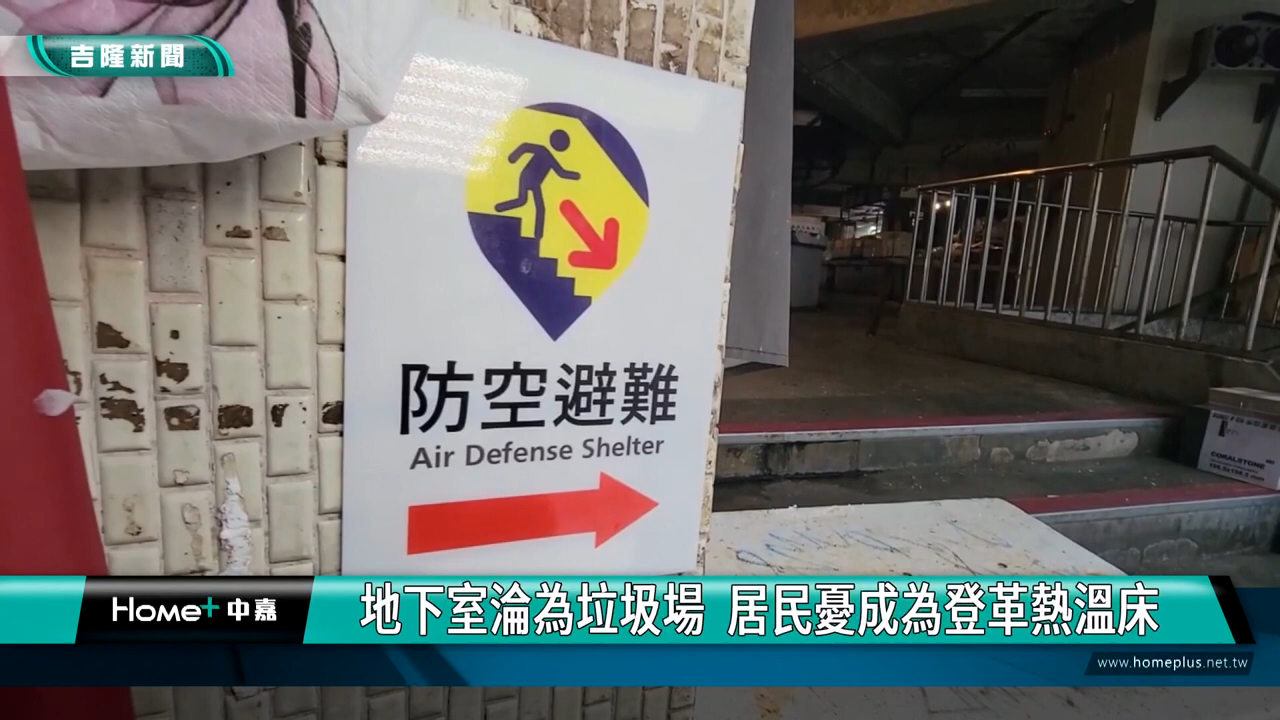 吉隆新聞
防空避難
Air Defense Shelter
CORALSTONE
Home+ 中嘉
地下室淪為垃圾場 居民憂成為登革熱溫床
www.homeplus.net.tw